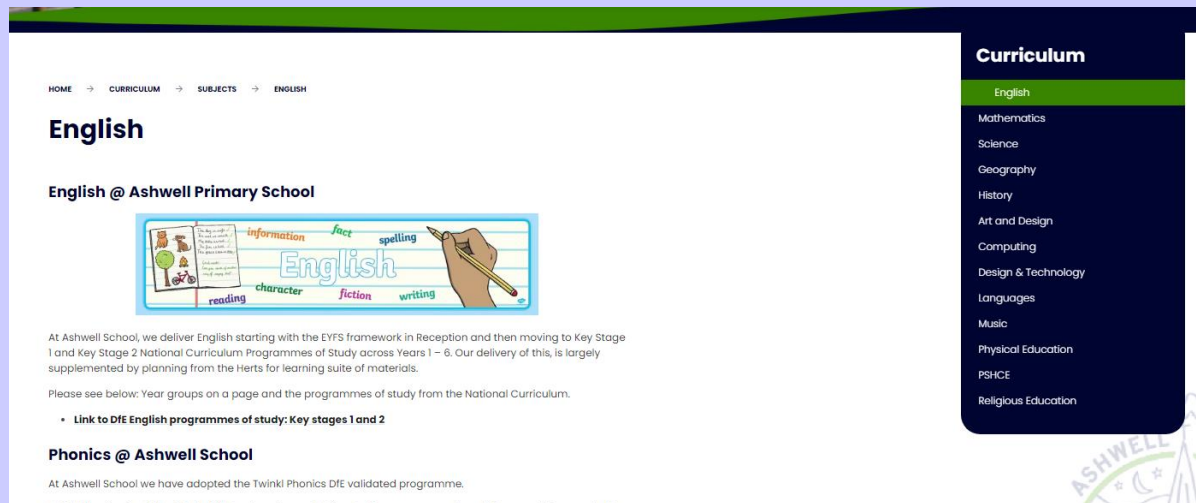 HOME → CURRICULUM → SUBJECTS → ENGLISH
English
English @ Ashwell Primary School
information
fact
spelling
English
reading
character
fiction
writing
At Ashwell School, we deliver English starting with the EYFS framework in Reception and then moving to Key Stage
1 and Key Stage 2 National Curriculum Programmes of Study across Years 1 – 6. Our delivery of this, is largely
supplemented by planning from the Herts for learning suite of materials.
Please see below: Year groups on a page and the programmes of study from the National Curriculum.
• Link to DfE English programmes of study: Key stages 1 and 2
Phonics @ Ashwell School
At Ashwell School we have adopted the Twinkl Phonics DfE validated programme.
Curriculum
English
Mathematics
Science
Geography
History
Art and Design
Computing
Design & Technology
Languages
Music
Physical Education
PSHCE
Religious Education
ASHWELL